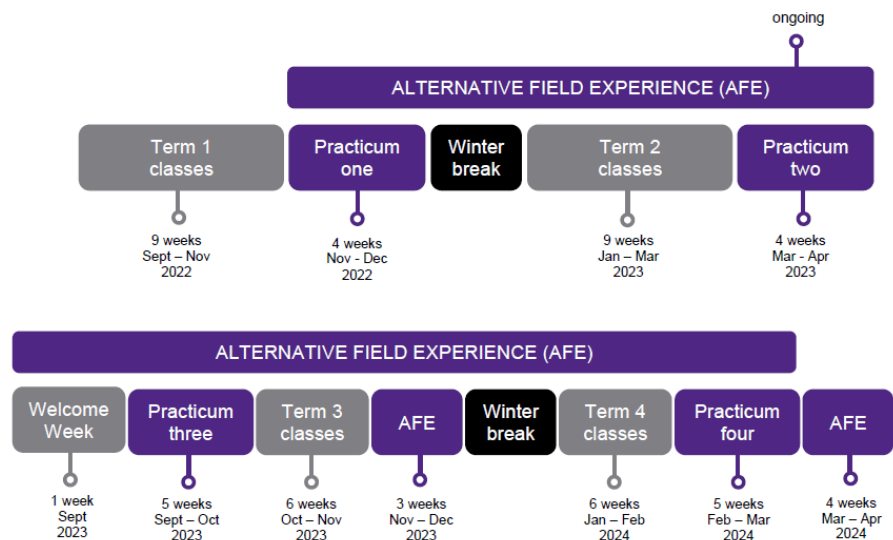 ongoing
ALTERNATIVE FIELD EXPERIENCE (AFE)
Term 1
classes
Practicum
one
Winter
break
Term 2
classes
Practicum
two
9 weeks
Sept – Nov
2022
4 weeks
Nov - Dec
2022
9 weeks
Jan – Mar
2023
4 weeks
Mar - Apr
2023
ALTERNATIVE FIELD EXPERIENCE (AFE)
Welcome
Week
Practicum
three
Term 3
classes
AFE
Winter
break
Term 4
classes
Practicum
four
AFE
1 week
Sept
2023
5 weeks
Sept – Oct
2023
6 weeks
Oct – Nov
2023
3 weeks
Nov – Dec
2023
6 weeks
Jan – Feb
2024
5 weeks
Feb – Mar
2024
4 weeks
Mar – Apr
2024